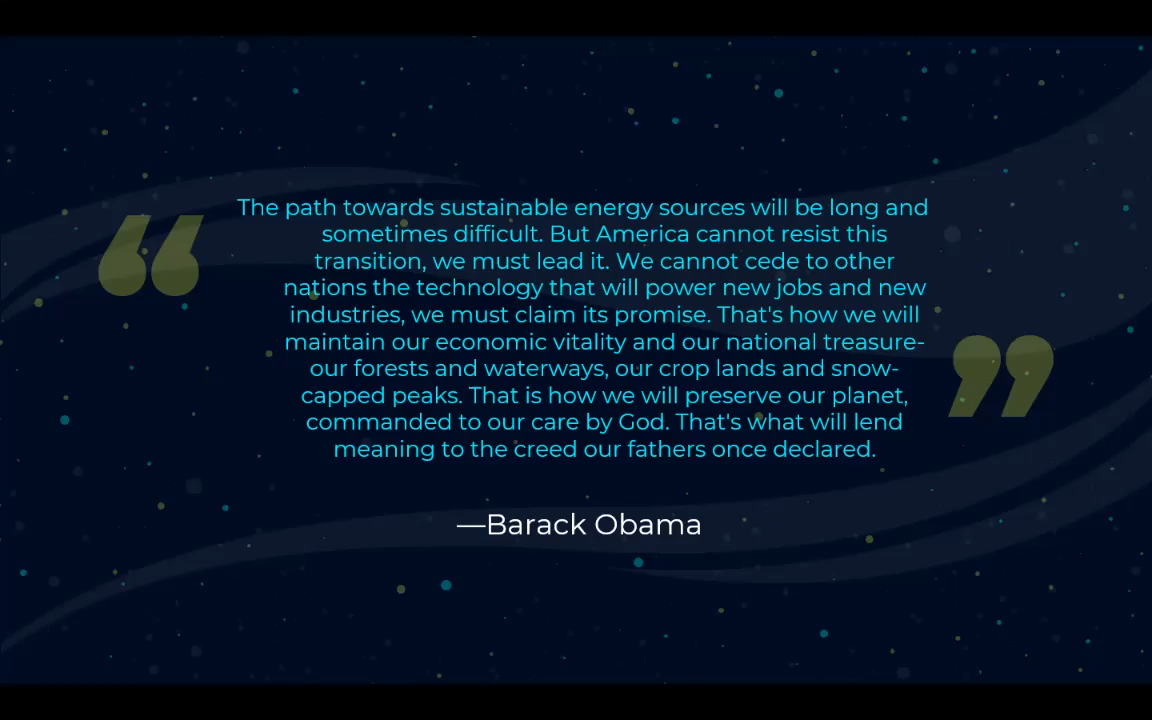 The path towards sustainable energy sources will be long and
sometimes difficult. But America cannot resist this
transition, we must lead it. We cannot cede to other
nations the technology that will power new jobs and new
industries, we must claim its promise. That's how we will
maintain our economic vitality and our national treasure-
our forests and waterways, our crop lands and snow-
capped peaks. That is how we will preserve our planet,
commanded to our care by God. That's what will lend
meaning to the creed our fathers once declared.
—Barack Obama